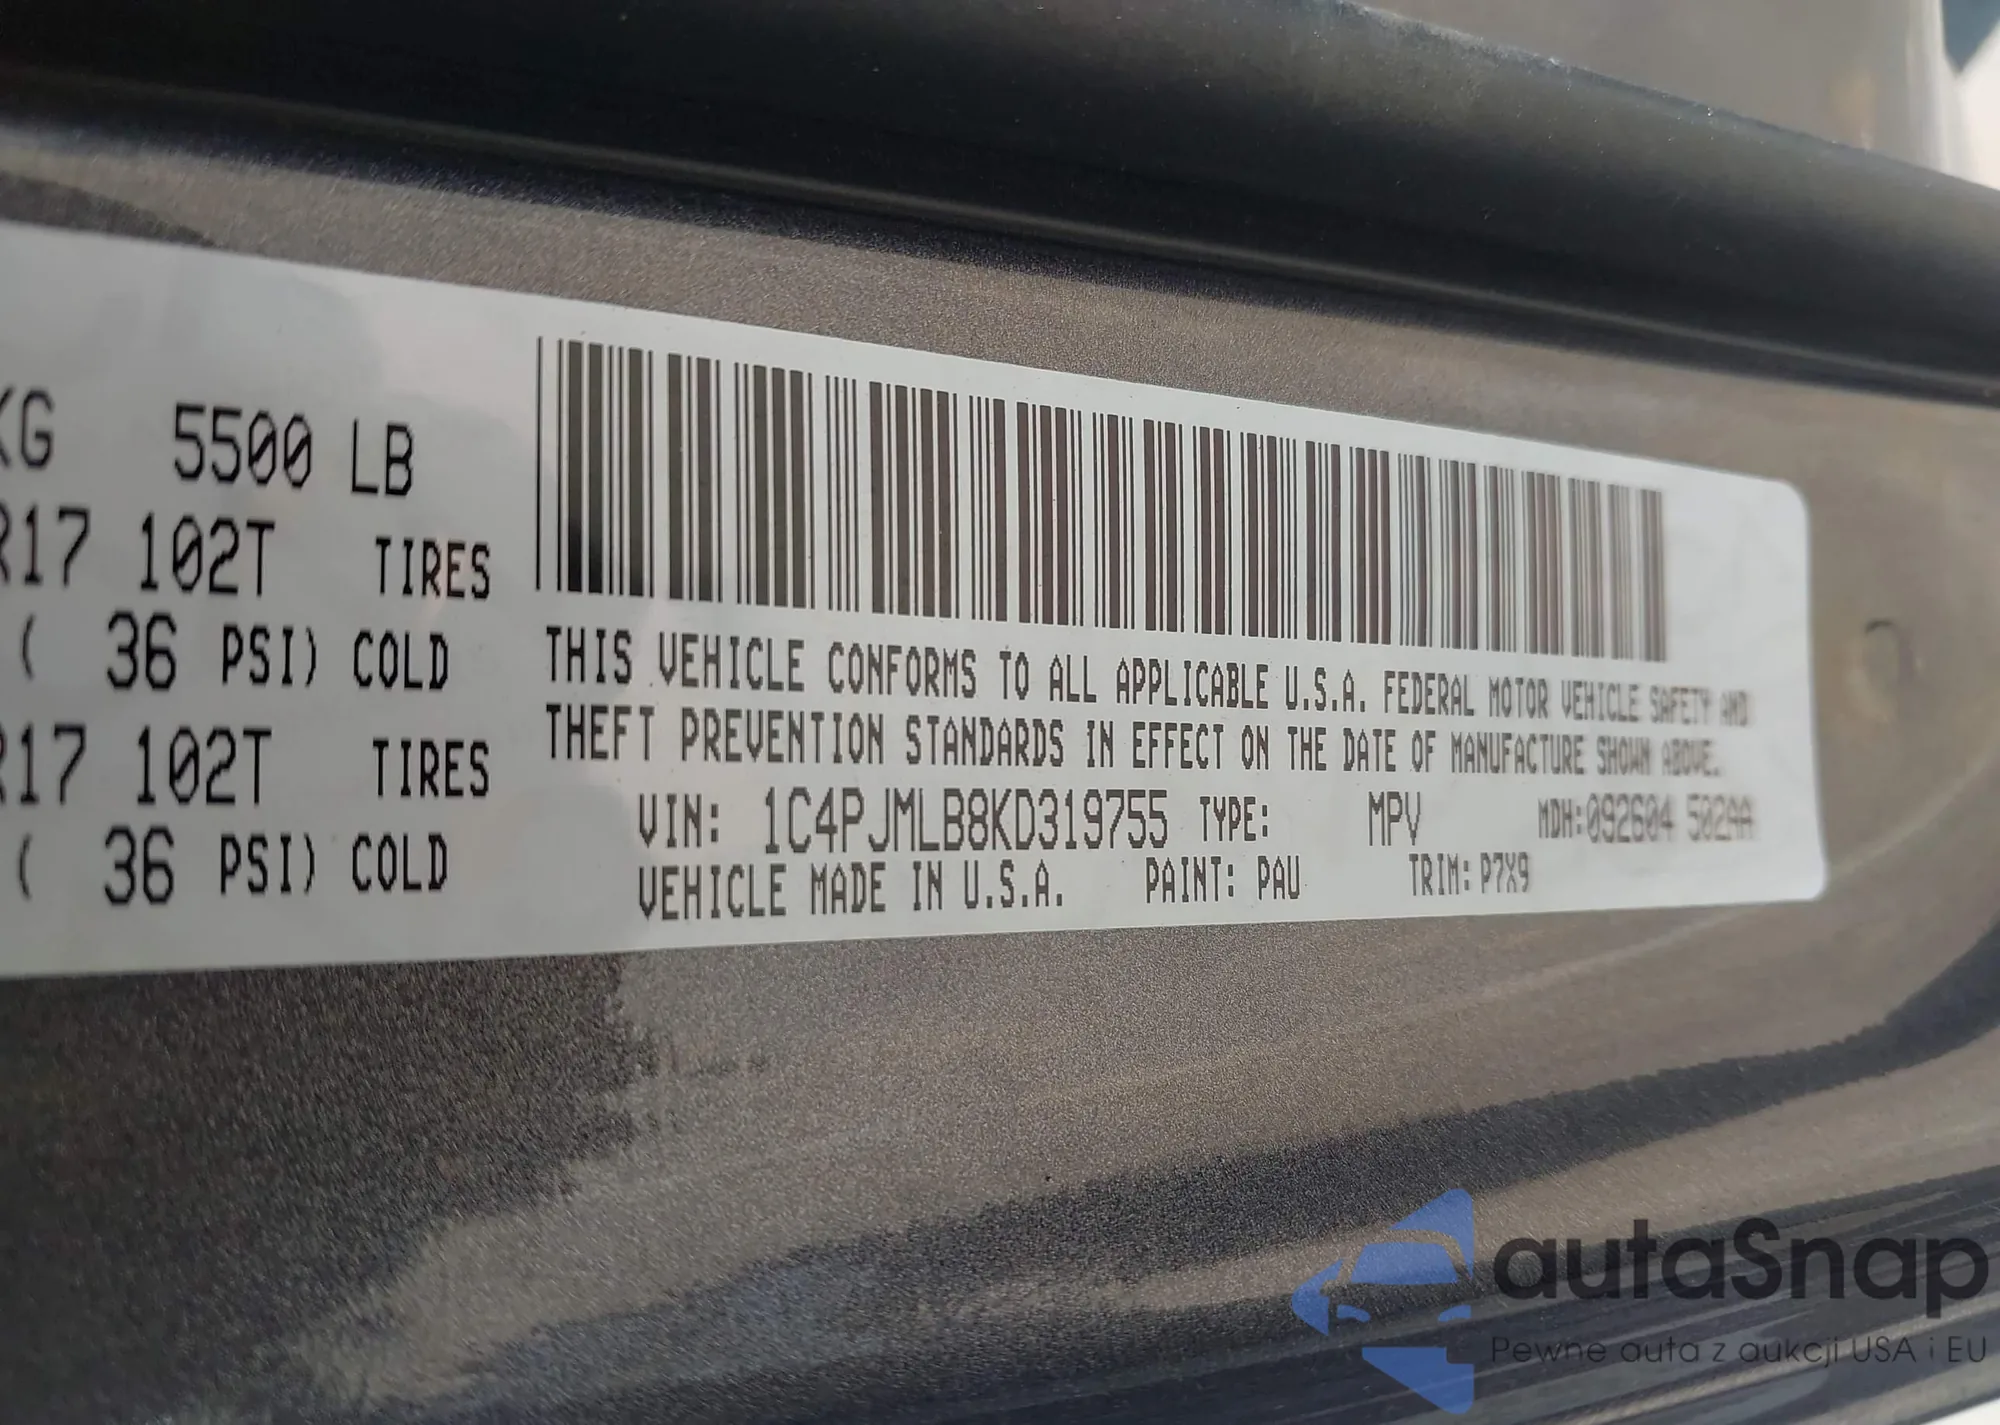 KG 5500 LB
R17 102T TIRES
( 36 PSI) COLD
R17 102T TIRES
( 36 PSI) COLD
THIS VEHICLE CONFORMS TO ALL APPLICABLE U.S.A. FEDERAL MOTOR VEHICLE SAFETY AND
THEFT PREVENTION STANDARDS IN EFFECT ON THE DATE OF MANUFACTURE SHOWN ABOVE.
VIN: 1C4PJMLB8KD319755 TYPE: MPV MDH:092604 502AA
VEHICLE MADE IN U.S.A. PAINT: PAU TRIM: P7X9
autaSnap
Pewne auta z aukcji USA i EU